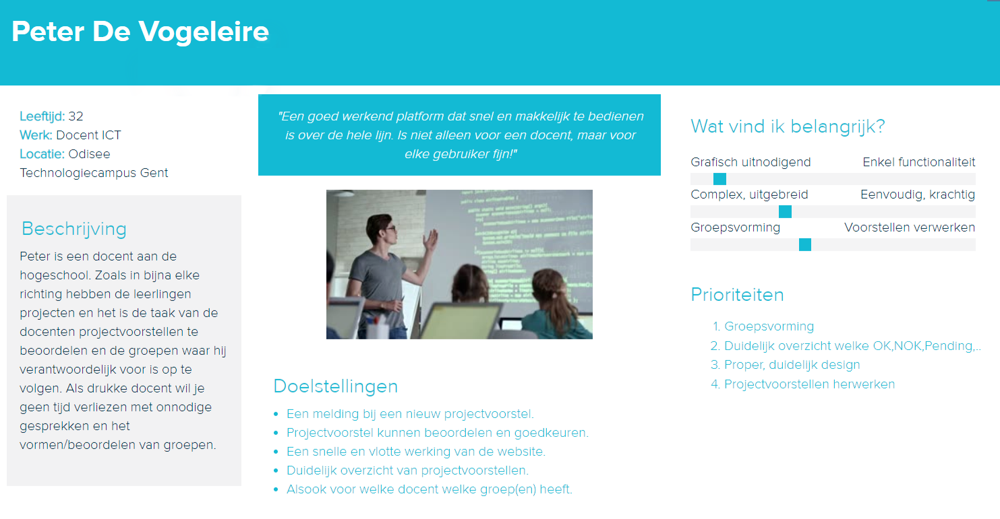 Peter De Vogeleire
Leeftijd: 32
Werk: Docent ICT
Locatie: Odisee
Technologiecampus Gent
Beschrijving
Peter is een docent aan de
hogeschool. Zoals in bijna elke
richting hebben de leerlingen
projecten en het is de taak van de
docenten projectvoorstellen te
beoordelen en de groepen waar hij
verantwoordelijk voor is op te
volgen. Als drukke docent wil je
geen tijd verliezen met onnodige
gesprekken en het
vormen/beoordelen van groepen.
"Een goed werkend platform dat snel en makkelijk te bedienen
is over de hele lijn. Is niet alleen voor een docent, maar voor
elke gebruiker fijn!"
Doelstellingen
• Een melding bij een nieuw projectvoorstel.
• Projectvoorstel kunnen beoordelen en goedkeuren.
• Een snelle en vlotte werking van de website.
• Duidelijk overzicht van projectvoorstellen.
• Alsook voor welke docent welke groep(en) heeft.
Wat vind ik belangrijk?
Grafisch uitnodigend Enkel functionaliteit
Complex, uitgebreid Eenvoudig, krachtig
Groepsvorming Voorstellen verwerken
Prioriteiten
1. Groepsvorming
2. Duidelijk overzicht welke OK,NOK,Pending,..
3. Proper, duidelijk design
4. Projectvoorstellen herwerken